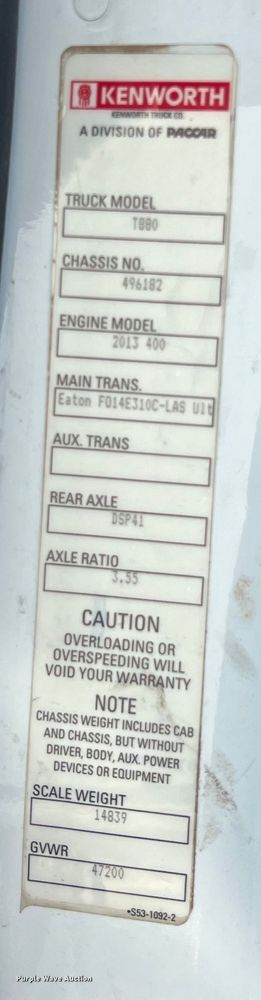 KENWORTH
KENWORTH TRUCK CO.
A DIVISION OF PACCAR
TRUCK MODEL
T880
CHASSIS NO.
496182
ENGINE MODEL
2013 400
MAIN TRANS.
Eaton FO14E310C-LAS Ult
AUX. TRANS
REAR AXLE
DSP41
AXLE RATIO
3.55
CAUTION
OVERLOADING OR
OVERSPEEDING WILL
VOID YOUR WARRANTY
NOTE
CHASSIS WEIGHT INCLUDES CAB
AND CHASSIS, BUT WITHOUT
DRIVER, BODY, AUX. POWER
DEVICES OR EQUIPMENT
SCALE WEIGHT
14839
GVWR
47200
•S53-1092-2
Purple Wave Auction